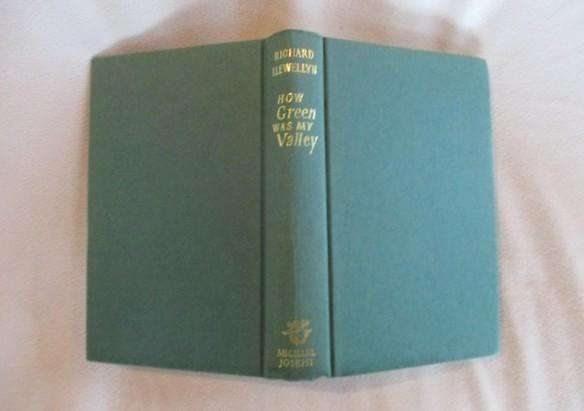 RICHARD
LLEWELLYN
HOW
Green
WAS MY
Valley
MICHAEL
JOSEPH